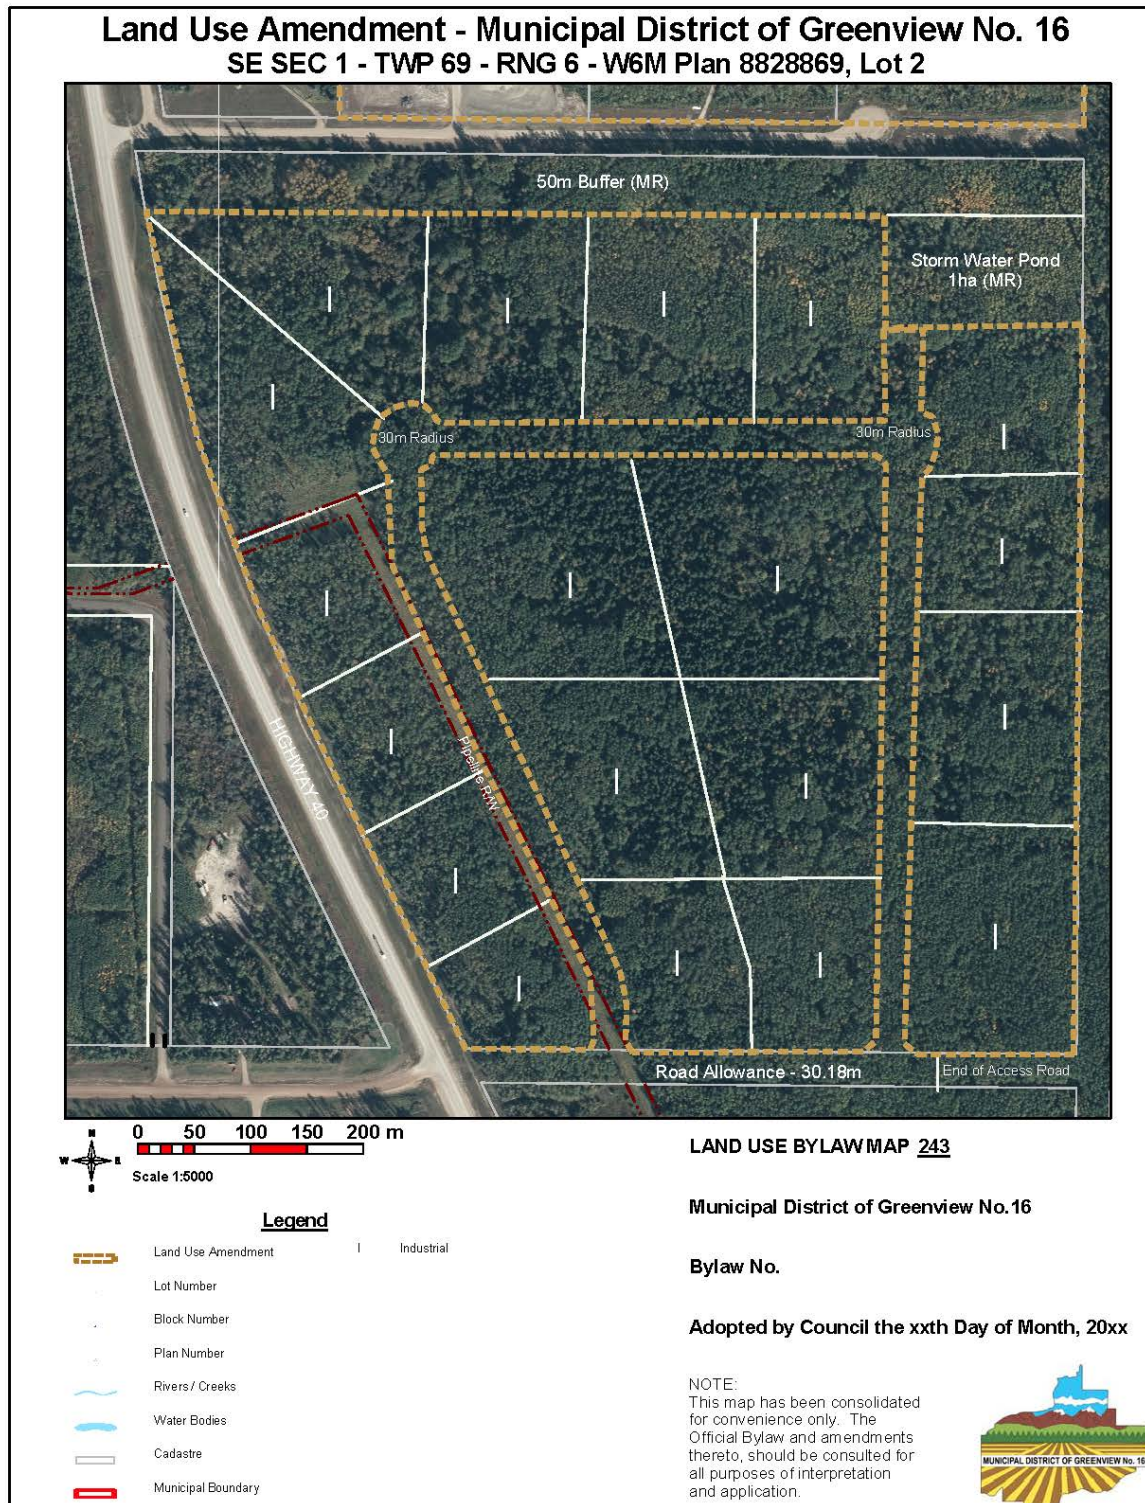 Land Use Amendment - Municipal District of Greenview No. 16
SE SEC 1 - TWP 69 - RNG 6 - W6M Plan 8828869, Lot 2
50m Buffer (MR)
Storm Water Pond
1ha (MR)
I
I
I
I
I
30m Radius
30m Radius
I
I
I
I
I
I
I
HIGHWAY 40
Pipeline R/W
I
I
I
I
I
I
I
Road Allowance - 30.18m
End of Access Road
N
W
E
S
0 50 100 150 200 m
Scale 1:5000
LAND USE BYLAW MAP 243
Municipal District of Greenview No.16
Bylaw No.
Adopted by Council the xxth Day of Month, 20xx
Legend
Land Use Amendment
I Industrial
Lot Number
Block Number
Plan Number
Rivers / Creeks
Water Bodies
Cadastre
Municipal Boundary
NOTE:
This map has been consolidated
for convenience only. The
Official Bylaw and amendments
thereto, should be consulted for
all purposes of interpretation
and application.
MUNICIPAL DISTRICT OF GREENVIEW No. 16